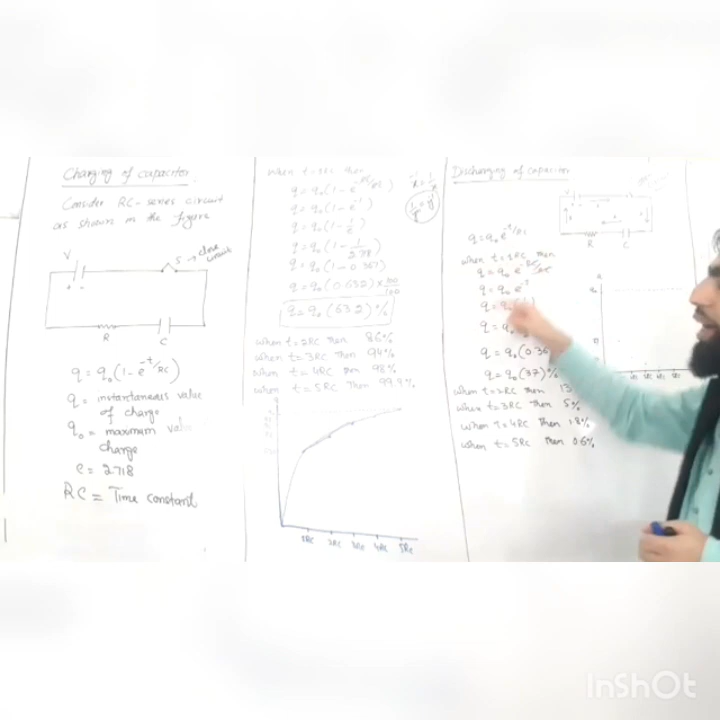 Charging of capacitor.
Consider RC-series circuit
as shown in the figure
V
S → close
circuit
R
C
q = q₀(1 - e^-t/RC)
q = instantaneous value
of charge
q₀ = maximum
charge
e = 2.718
RC = Time constant
when t=1RC then
q = q₀(1 - e^-RC/RC)
q = q₀(1 - e^-1)
q = q₀(1 - 1/e)
q = q₀(1 - 1/2.718)
q = q₀(1 - 0.367)
q = q₀(0.632) × 100/100
q = q₀(63.2)%
when t=2RC then 86%
when t=3RC then 94%
when t=4RC then 98%
when t=5RC Then 99.4%
1RC 2RC 3RC 4RC 5RC
Discharging of capacitor
V
R
C
q = q₀ e^-t/RC
when t=1RC then
q = q₀ e^-RC/RC
q = q₀ e^-1
q = q₀
q = q₀
q = q₀(0.36
q = q₀(37)%
when t=2RC then 13
when t=3RC Then 5%
when t=4RC Then 1.8%
when t=5RC Then 0.6%
q₀
InShOt